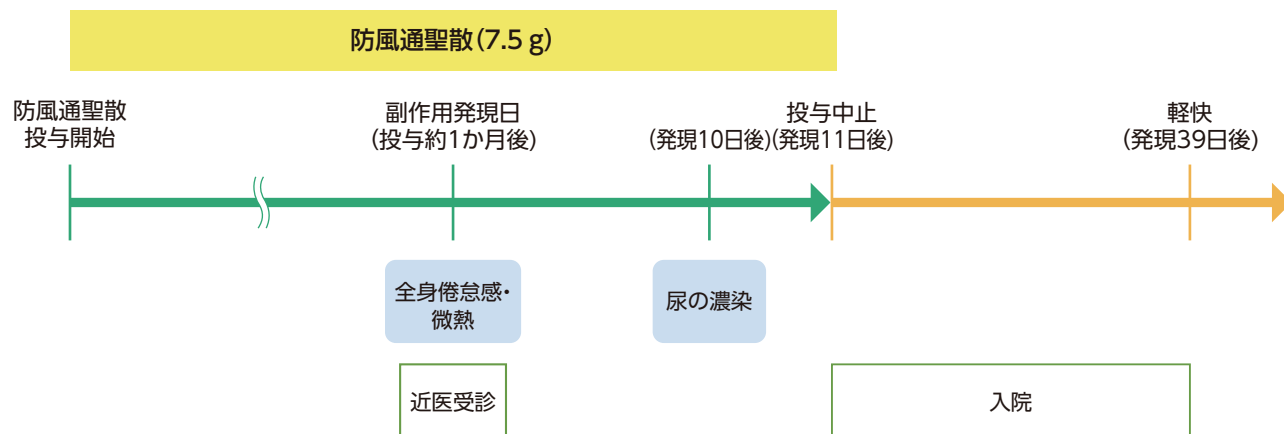 防風通聖散(7.5 g)
防風通聖散
投与開始
副作用発現日
(投与約1か月後)
(発現10日後)
投与中止
(発現11日後)
軽快
(発現39日後)
全身倦怠感・
微熱
尿の濃染
近医受診
入院